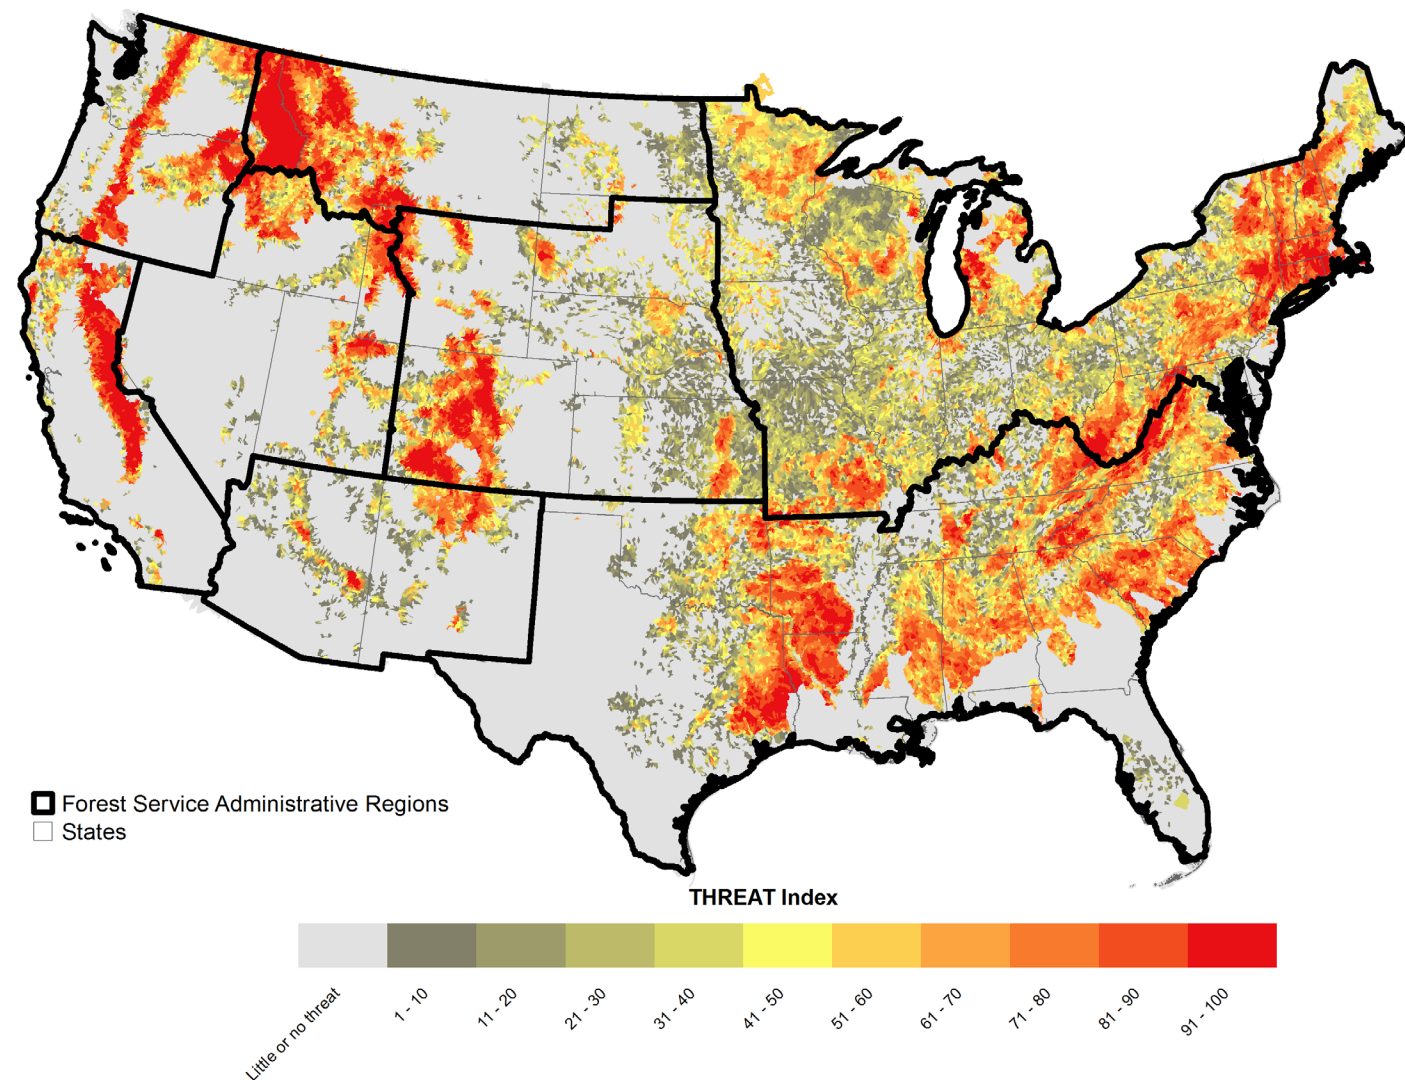 Forest Service Administrative Regions
States
THREAT Index
Little or no threat
1 - 10
11 - 20
21 - 30
31 - 40
41 - 50
51 - 60
61 - 70
71 - 80
81 - 90
91 - 100